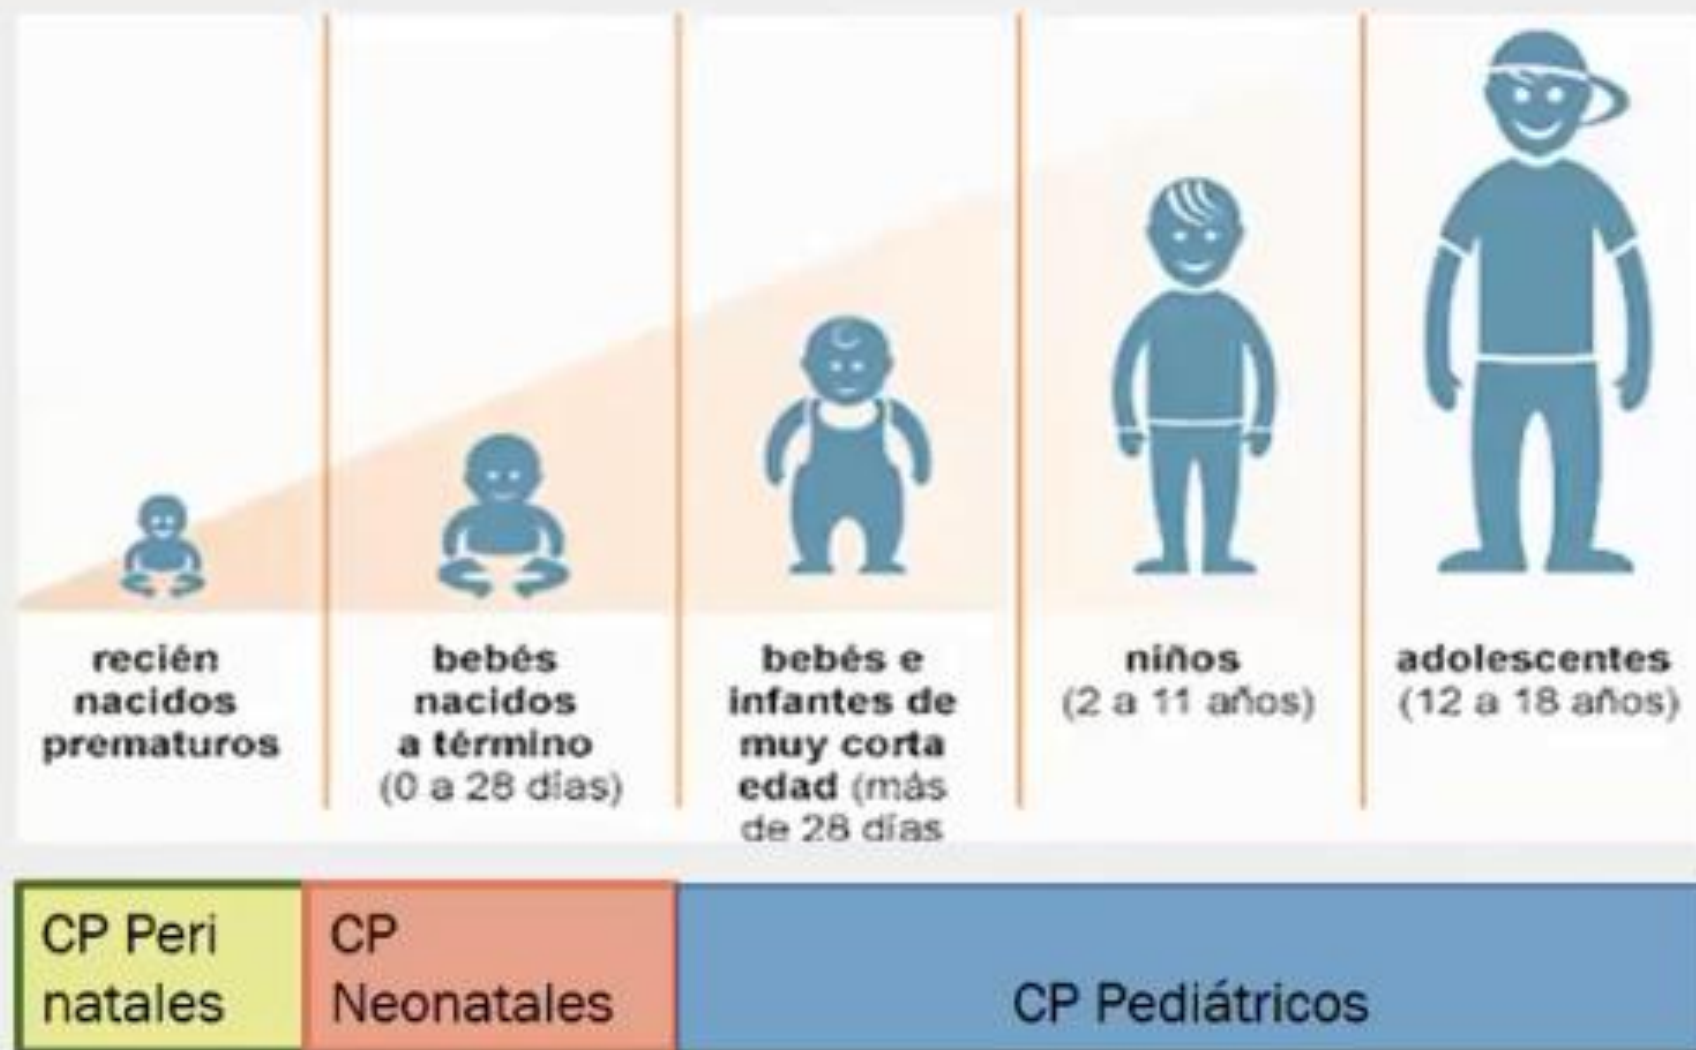 recién
nacidos
prematuros
bebés
nacidos
a término
(0 a 28 días)
bebés e
infantes de
muy corta
edad (más
de 28 días
niños
(2 a 11 años)
adolescentes
(12 a 18 años)
CP Peri
natales
CP
Neonatales
CP Pediátricos